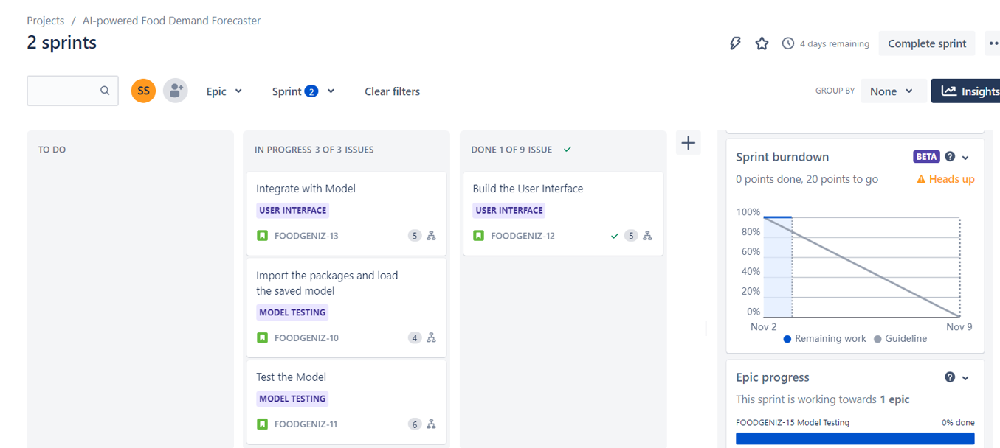 Projects / AI-powered Food Demand Forecaster
2 sprints
4 days remaining
Complete sprint
SS
Epic
Sprint 2
Clear filters
GROUP BY
None
Insights
TO DO
IN PROGRESS 3 OF 3 ISSUES
Integrate with Model
USER INTERFACE
FOODGENIZ-13
5
Import the packages and load
the saved model
MODEL TESTING
FOODGENIZ-10
4
Test the Model
MODEL TESTING
FOODGENIZ-11
6
DONE 1 OF 9 ISSUE
Build the User Interface
USER INTERFACE
FOODGENIZ-12
5
Sprint burndown
BETA
0 points done, 20 points to go
Heads up
100%
80%
60%
40%
20%
0%
Nov 2
Nov 9
Remaining work
Guideline
Epic progress
This sprint is working towards 1 epic
FOODGENIZ-15 Model Testing
0% done